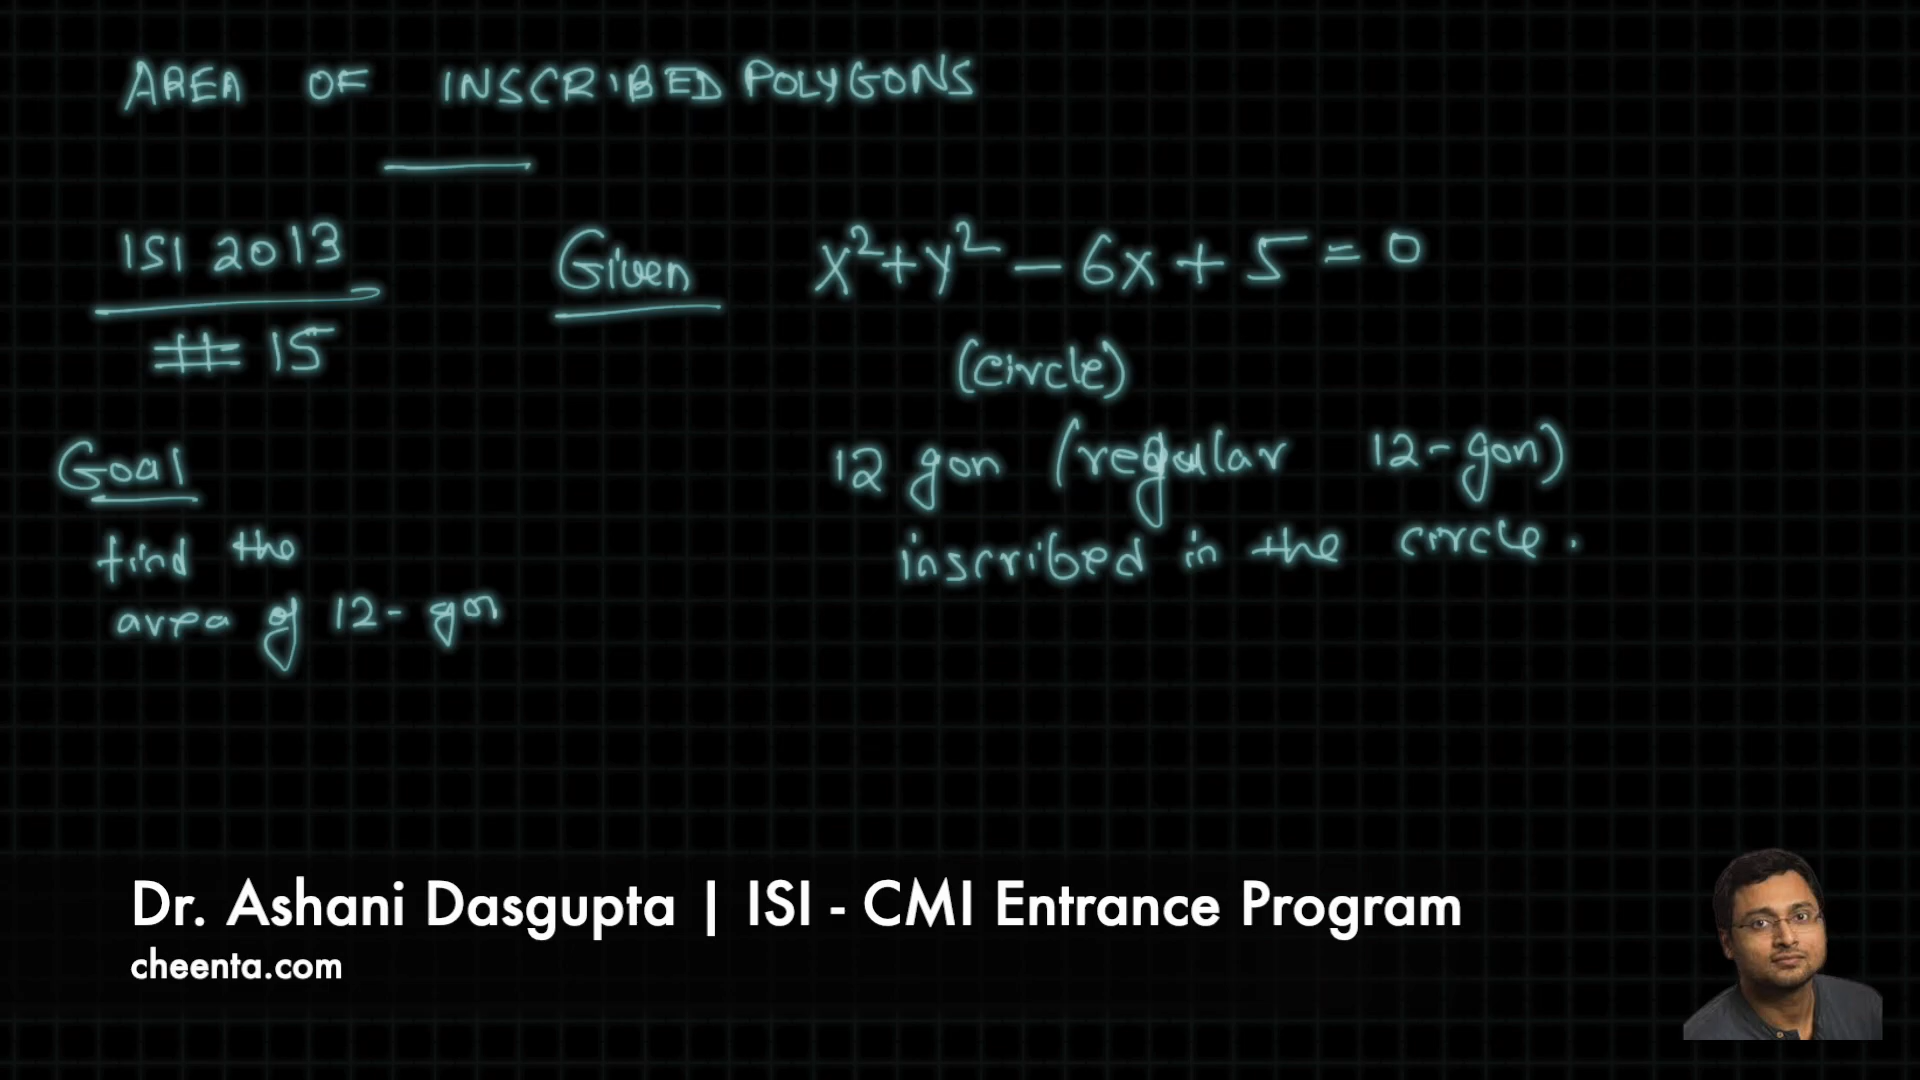 AREA OF INSCRIBED POLYGONS
ISI 2013
# 15
Given x²+y² – 6x + 5 = 0
(circle)
12 gon (regular 12-gon)
inscribed in the circle.
Goal
find the
area of 12- gon
Dr. Ashani Dasgupta | ISI - CMI Entrance Program
cheenta.com